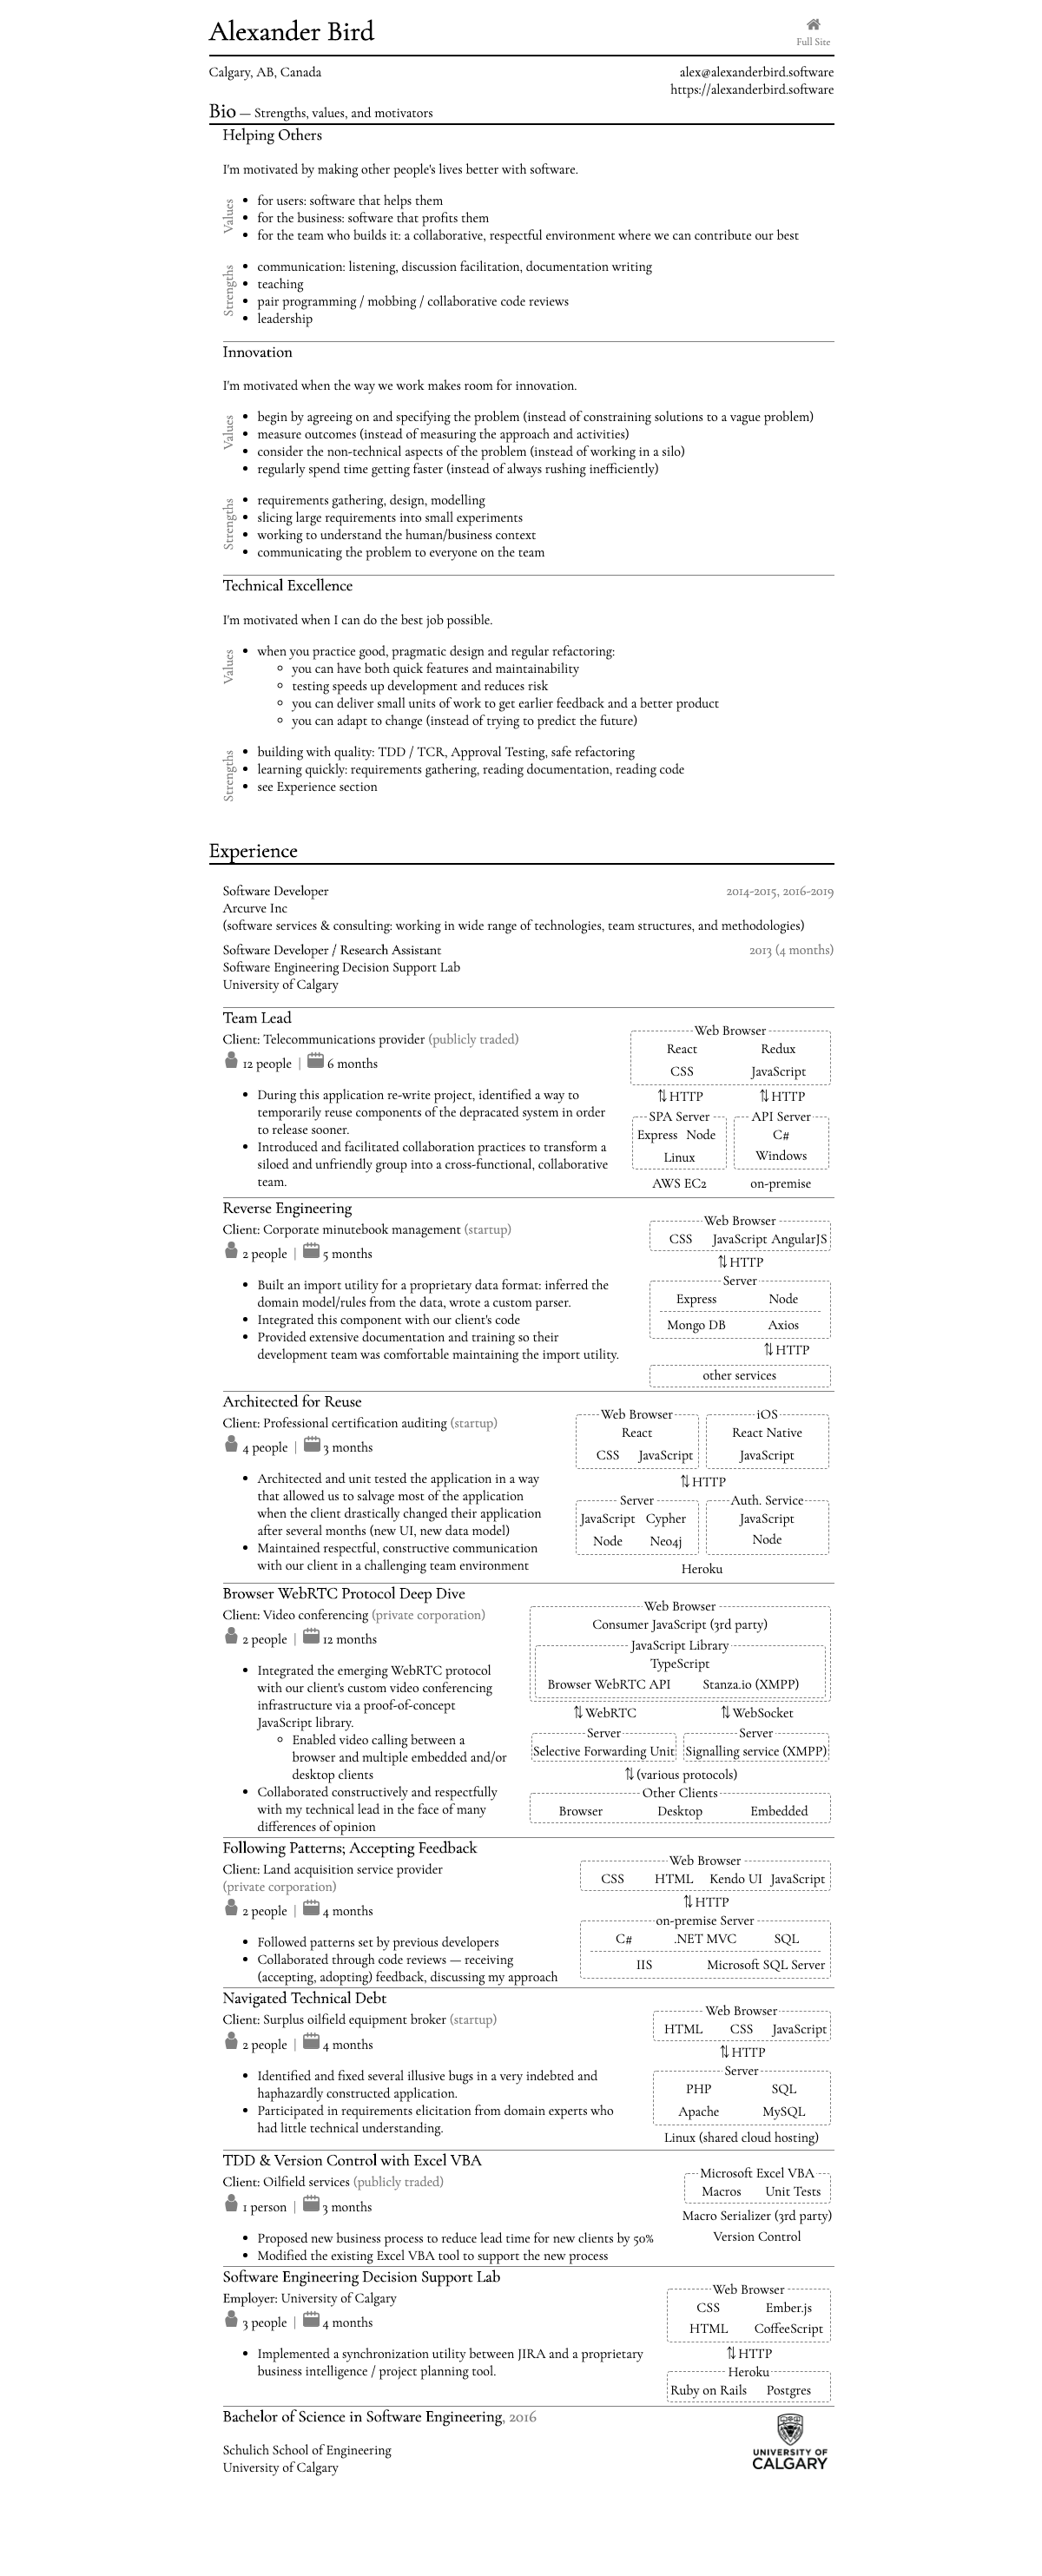 Alexander Bird
Full Site
Calgary, AB, Canada
alex@alexanderbird.software
https://alexanderbird.software
Bio — Strengths, values, and motivators
Helping Others
I'm motivated by making other people's lives better with software.
Values
• for users: software that helps them
• for the business: software that profits them
• for the team who builds it: a collaborative, respectful environment where we can contribute our best
Strengths
• communication: listening, discussion facilitation, documentation writing
• teaching
• pair programming / mobbing / collaborative code reviews
• leadership
Innovation
I'm motivated when the way we work makes room for innovation.
Values
• begin by agreeing on and specifying the problem (instead of constraining solutions to a vague problem)
• measure outcomes (instead of measuring the approach and activities)
• consider the non-technical aspects of the problem (instead of working in a silo)
• regularly spend time getting faster (instead of always rushing inefficiently)
Strengths
• requirements gathering, design, modelling
• slicing large requirements into small experiments
• working to understand the human/business context
• communicating the problem to everyone on the team
Technical Excellence
I'm motivated when I can do the best job possible.
Values
• when you practice good, pragmatic design and regular refactoring:
◦ you can have both quick features and maintainability
◦ testing speeds up development and reduces risk
◦ you can deliver small units of work to get earlier feedback and a better product
◦ you can adapt to change (instead of trying to predict the future)
Strengths
• building with quality: TDD / TCR, Approval Testing, safe refactoring
• learning quickly: requirements gathering, reading documentation, reading code
• see Experience section
Experience
Software Developer
2014-2015, 2016-2019
Arcurve Inc
(software services & consulting: working in wide range of technologies, team structures, and methodologies)
Software Developer / Research Assistant
2013 (4 months)
Software Engineering Decision Support Lab
University of Calgary
Team Lead
Client: Telecommunications provider (publicly traded)
12 people | 6 months
• During this application re-write project, identified a way to
temporarily reuse components of the depracated system in order
to release sooner.
• Introduced and facilitated collaboration practices to transform a
siloed and unfriendly group into a cross-functional, collaborative
team.
Web Browser
React Redux
CSS JavaScript
⇅ HTTP ⇅ HTTP
SPA Server API Server
Express Node C#
Linux Windows
AWS EC2 on-premise
Reverse Engineering
Client: Corporate minutebook management (startup)
2 people | 5 months
• Built an import utility for a proprietary data format: inferred the
domain model/rules from the data, wrote a custom parser.
• Integrated this component with our client's code
• Provided extensive documentation and training so their
development team was comfortable maintaining the import utility.
Web Browser
CSS JavaScript AngularJS
⇅ HTTP
Server
Express Node
Mongo DB Axios
⇅ HTTP
other services
Architected for Reuse
Client: Professional certification auditing (startup)
4 people | 3 months
• Architected and unit tested the application in a way
that allowed us to salvage most of the application
when the client drastically changed their application
after several months (new UI, new data model)
• Maintained respectful, constructive communication
with our client in a challenging team environment
Web Browser iOS
React React Native
CSS JavaScript JavaScript
⇅ HTTP
Server Auth. Service
JavaScript Cypher JavaScript
Node Neo4j Node
Heroku
Browser WebRTC Protocol Deep Dive
Client: Video conferencing (private corporation)
2 people | 12 months
• Integrated the emerging WebRTC protocol
with our client's custom video conferencing
infrastructure via a proof-of-concept
JavaScript library.
◦ Enabled video calling between a
browser and multiple embedded and/or
desktop clients
• Collaborated constructively and respectfully
with my technical lead in the face of many
differences of opinion
Web Browser
Consumer JavaScript (3rd party)
JavaScript Library
TypeScript
Browser WebRTC API Stanza.io (XMPP)
⇅ WebRTC ⇅ WebSocket
Server Server
Selective Forwarding Unit Signalling service (XMPP)
⇅ (various protocols)
Other Clients
Browser Desktop Embedded
Following Patterns; Accepting Feedback
Client: Land acquisition service provider
(private corporation)
2 people | 4 months
• Followed patterns set by previous developers
• Collaborated through code reviews — receiving
(accepting, adopting) feedback, discussing my approach
Web Browser
CSS HTML Kendo UI JavaScript
⇅ HTTP
on-premise Server
C# .NET MVC SQL
IIS Microsoft SQL Server
Navigated Technical Debt
Client: Surplus oilfield equipment broker (startup)
2 people | 4 months
• Identified and fixed several illusive bugs in a very indebted and
haphazardly constructed application.
• Participated in requirements elicitation from domain experts who
had little technical understanding.
Web Browser
HTML CSS JavaScript
⇅ HTTP
Server
PHP SQL
Apache MySQL
Linux (shared cloud hosting)
TDD & Version Control with Excel VBA
Client: Oilfield services (publicly traded)
1 person | 3 months
• Proposed new business process to reduce lead time for new clients by 50%
• Modified the existing Excel VBA tool to support the new process
Microsoft Excel VBA
Macros Unit Tests
Macro Serializer (3rd party)
Version Control
Software Engineering Decision Support Lab
Employer: University of Calgary
3 people | 4 months
• Implemented a synchronization utility between JIRA and a proprietary
business intelligence / project planning tool.
Web Browser
CSS Ember.js
HTML CoffeeScript
⇅ HTTP
Heroku
Ruby on Rails Postgres
Bachelor of Science in Software Engineering, 2016
Schulich School of Engineering
University of Calgary
UNIVERSITY OF
CALGARY